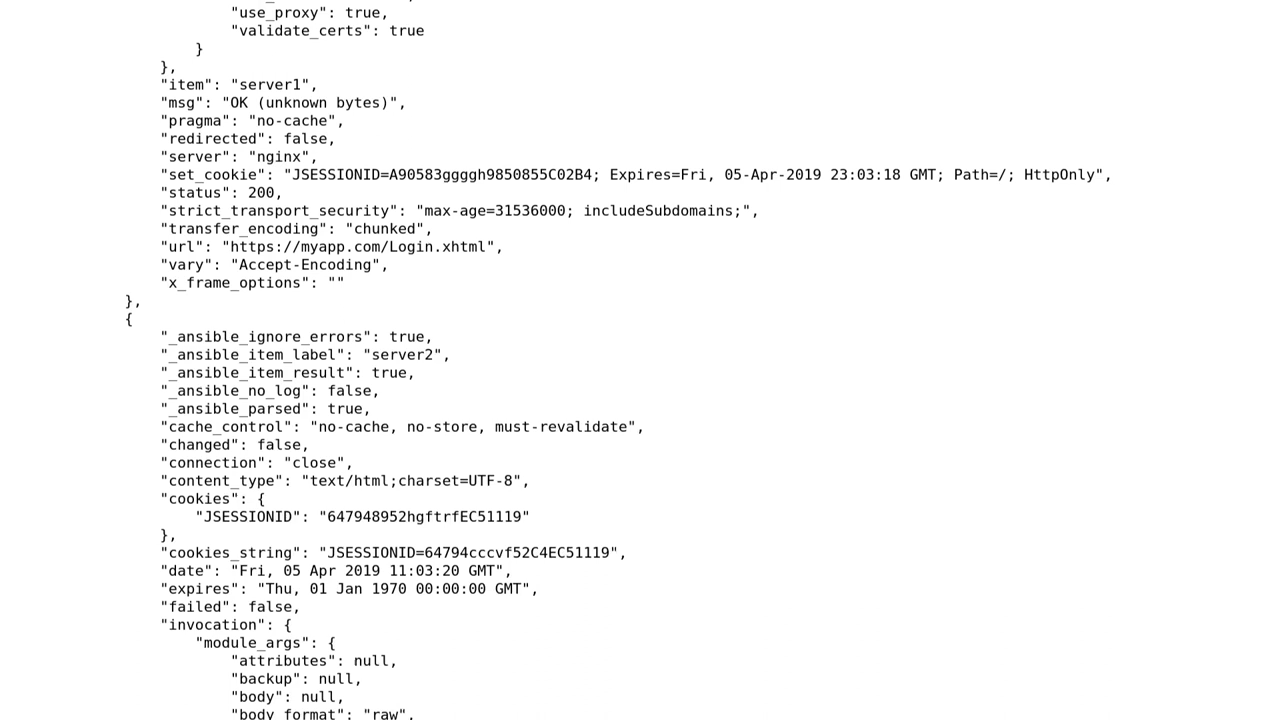 "use_proxy": true,
"validate_certs": true
}
},
"item": "server1",
"msg": "OK (unknown bytes)",
"pragma": "no-cache",
"redirected": false,
"server": "nginx",
"set_cookie": "JSESSIONID=A90583ggggh9850855C02B4; Expires=Fri, 05-Apr-2019 23:03:18 GMT; Path=/; HttpOnly",
"status": 200,
"strict_transport_security": "max-age=31536000; includeSubdomains;",
"transfer_encoding": "chunked",
"url": "https://myapp.com/Login.xhtml",
"vary": "Accept-Encoding",
"x_frame_options": ""
},
{
"_ansible_ignore_errors": true,
"_ansible_item_label": "server2",
"_ansible_item_result": true,
"_ansible_no_log": false,
"_ansible_parsed": true,
"cache_control": "no-cache, no-store, must-revalidate",
"changed": false,
"connection": "close",
"content_type": "text/html;charset=UTF-8",
"cookies": {
"JSESSIONID": "647948952hgftrfEC51119"
},
"cookies_string": "JSESSIONID=64794cccvf52C4EC51119",
"date": "Fri, 05 Apr 2019 11:03:20 GMT",
"expires": "Thu, 01 Jan 1970 00:00:00 GMT",
"failed": false,
"invocation": {
"module_args": {
"attributes": null,
"backup": null,
"body": null,
"body_format": "raw",